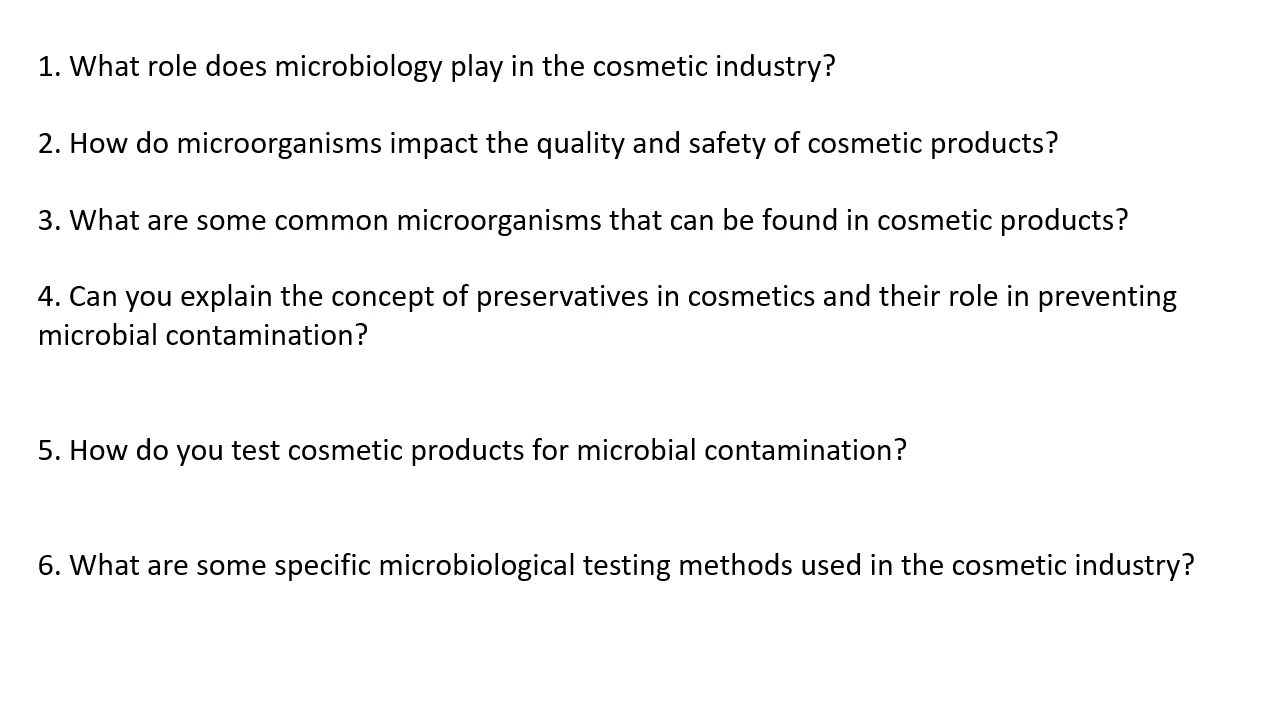 1. What role does microbiology play in the cosmetic industry?
2. How do microorganisms impact the quality and safety of cosmetic products?
3. What are some common microorganisms that can be found in cosmetic products?
4. Can you explain the concept of preservatives in cosmetics and their role in preventing
microbial contamination?
5. How do you test cosmetic products for microbial contamination?
6. What are some specific microbiological testing methods used in the cosmetic industry?